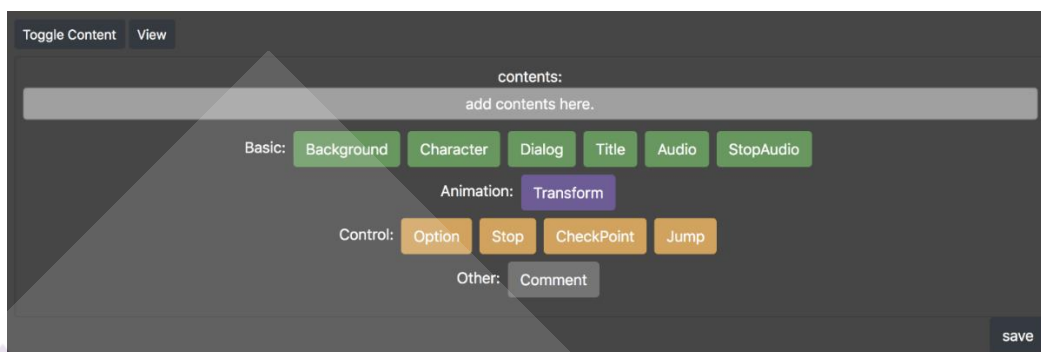 Toggle Content View
contents:
add contents here.
Basic: Background Character Dialog Title Audio StopAudio
Animation: Transform
Control: Option Stop CheckPoint Jump
Other: Comment
save